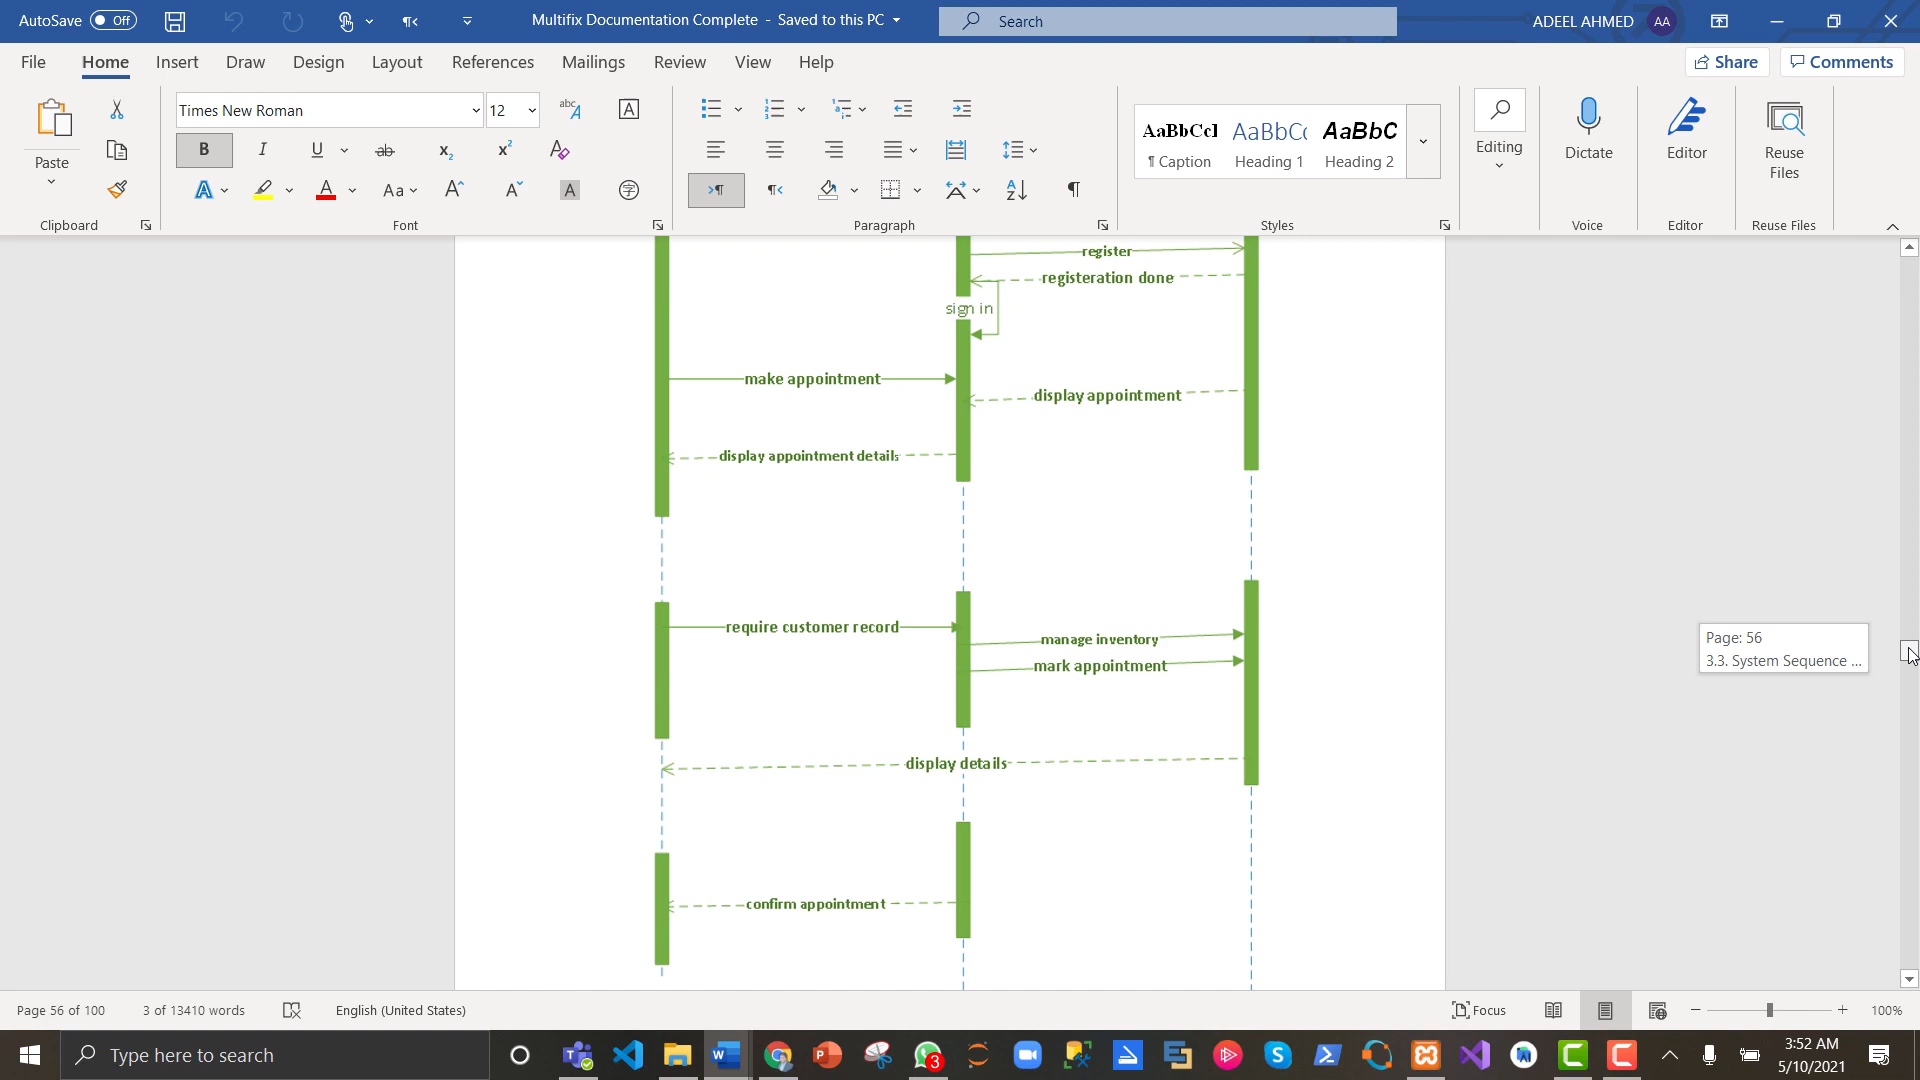 AutoSave Off
Multifix Documentation Complete - Saved to this PC
Search
ADEEL AHMED AA
File Home Insert Draw Design Layout References Mailings Review View Help
Share Comments
Times New Roman 12
Paste
Clipboard
Font
Paragraph
AaBbCcI AaBbCc AaBbC
¶ Caption Heading 1 Heading 2
Styles
Editing
Dictate
Voice
Editor
Editor
Reuse Files
Reuse Files
register
registeration done
sign in
make appointment
display appointment
display appointment details
require customer record
manage inventory
mark appointment
display details
confirm appointment
Page: 56
3.3. System Sequence ...
Page 56 of 100 3 of 13410 words English (United States)
Focus
100%
Type here to search
3
3:52 AM
5/10/2021